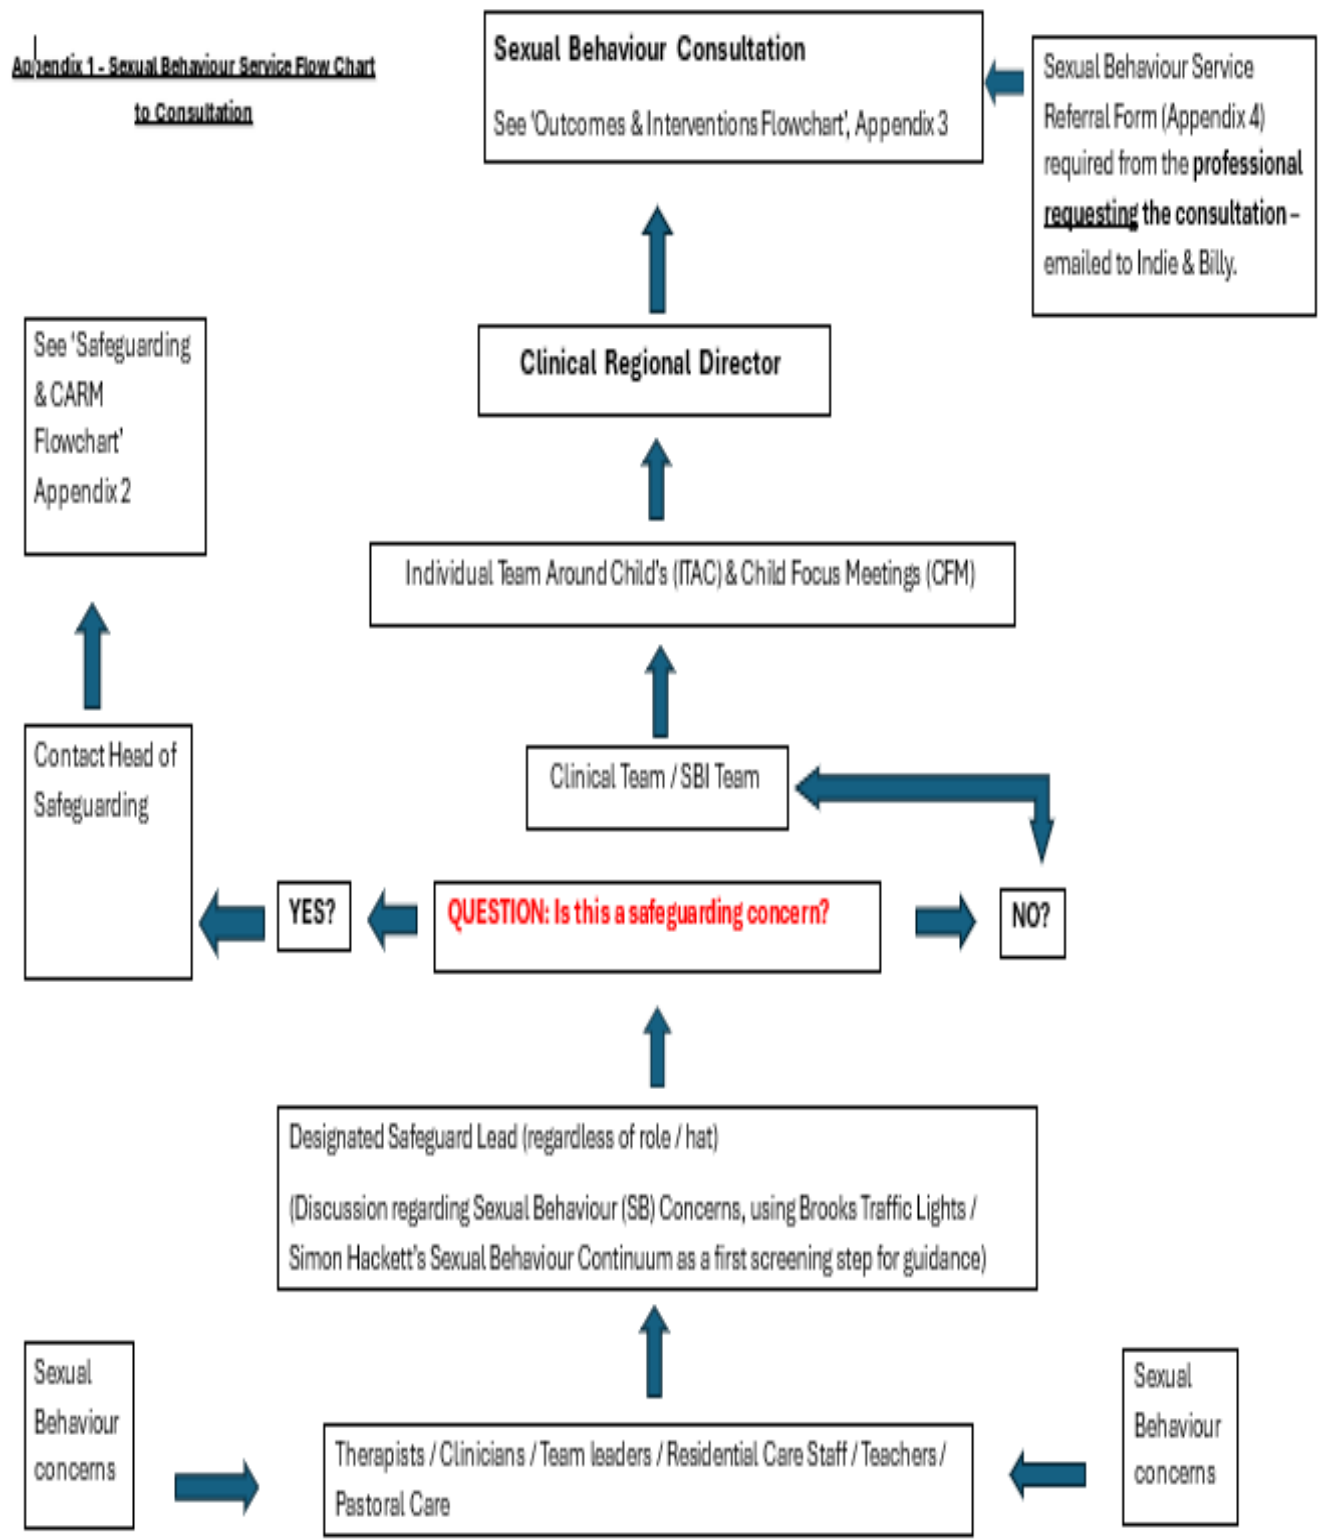 Appendix 1 - Sexual Behaviour Service Flow Chart
to Consultation
Sexual Behaviour Consultation
See 'Outcomes & Interventions Flowchart', Appendix 3
Sexual Behaviour Service
Referral Form (Appendix 4)
required from the professional
requesting the consultation –
emailed to Indie & Billy.
See 'Safeguarding
& CARM
Flowchart'
Appendix 2
Clinical Regional Director
Individual Team Around Child's (ITAC) & Child Focus Meetings (CFM)
Contact Head of
Safeguarding
Clinical Team / SBI Team
YES?
QUESTION: Is this a safeguarding concern?
NO?
Designated Safeguard Lead (regardless of role / hat)
(Discussion regarding Sexual Behaviour (SB) Concerns, using Brooks Traffic Lights /
Simon Hackett's Sexual Behaviour Continuum as a first screening step for guidance)
Sexual
Behaviour
concerns
Therapists / Clinicians / Team leaders / Residential Care Staff / Teachers /
Pastoral Care
Sexual
Behaviour
concerns